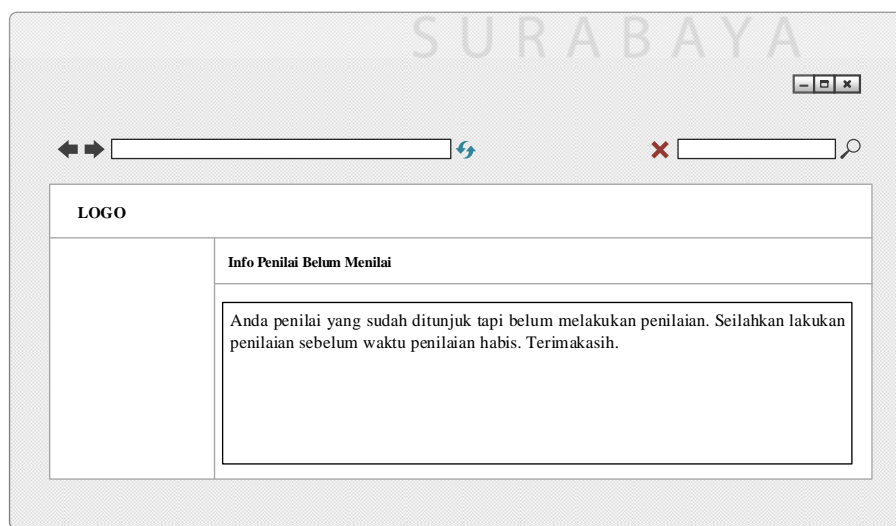 SURABAYA
LOGO
Info Penilai Belum Menilai
Anda penilai yang sudah ditunjuk tapi belum melakukan penilaian. Seilahkan lakukan
penilaian sebelum waktu penilaian habis. Terimakasih.